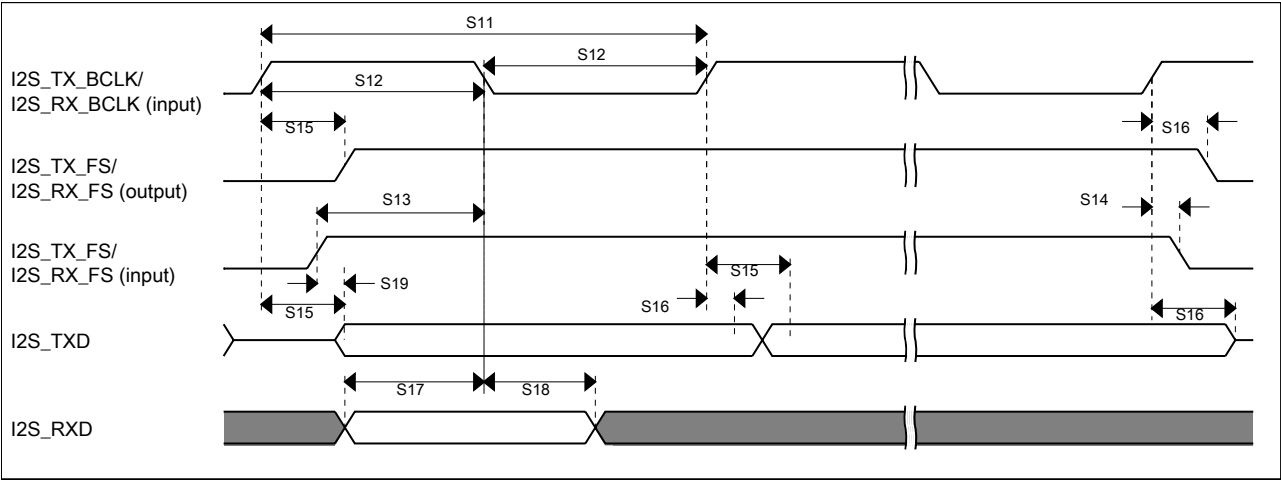 S11
S12
I2S_TX_BCLK/
I2S_RX_BCLK (input)
S12
S15
S16
I2S_TX_FS/
I2S_RX_FS (output)
S13
S14
I2S_TX_FS/
I2S_RX_FS (input)
S15
S19
S16
S15
S16
I2S_TXD
S17
S18
I2S_RXD